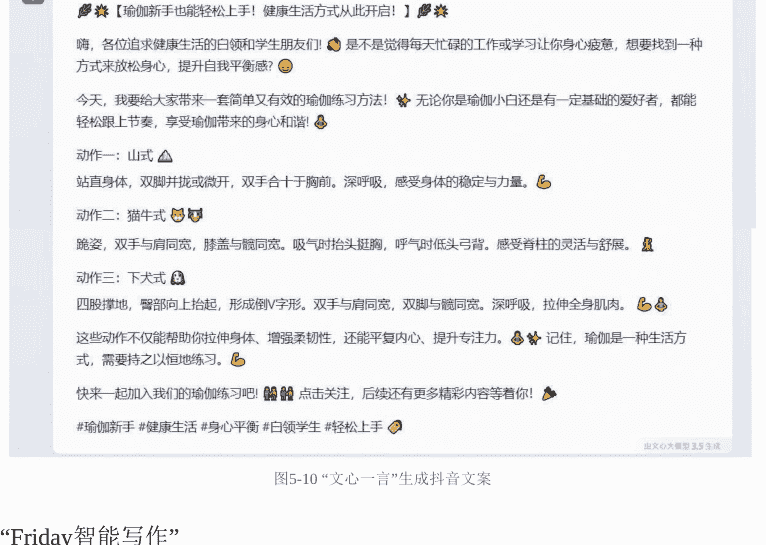 【瑜伽新手也能轻松上手！健康生活方式从此开启！】
嗨，各位追求健康生活的白领和学生朋友们! 是不是觉得每天忙碌的工作或学习让你身心疲惫，想要找到一种
方式来放松身心，提升自我平衡感?
今天，我要给大家带来一套简单又有效的瑜伽练习方法！ 无论你是瑜伽小白还是有一定基础的爱好者，都能
轻松跟上节奏，享受瑜伽带来的身心和谐!
动作一：山式
站直身体，双脚并拢或微开，双手合十于胸前。深呼吸，感受身体的稳定与力量。
动作二：猫牛式
跪姿，双手与肩同宽，膝盖与髋同宽。吸气时抬头挺胸，呼气时低头弓背。感受脊柱的灵活与舒展。
动作三：下犬式
四肢撑地，臀部向上抬起，形成倒V字形。双手与肩同宽，双脚与髋同宽。深呼吸，拉伸全身肌肉。
这些动作不仅能帮助你拉伸身体、增强柔韧性，还能平复内心、提升专注力。 记住，瑜伽是一种生活方
式，需要持之以恒地练习。
快来一起加入我们的瑜伽练习吧! 点击关注，后续还有更多精彩内容等着你！
#瑜伽新手 #健康生活 #身心平衡 #白领学生 #轻松上手
由文心大模型 3.5 生成
图5-10 “文心一言”生成抖音文案
“Friday智能写作”